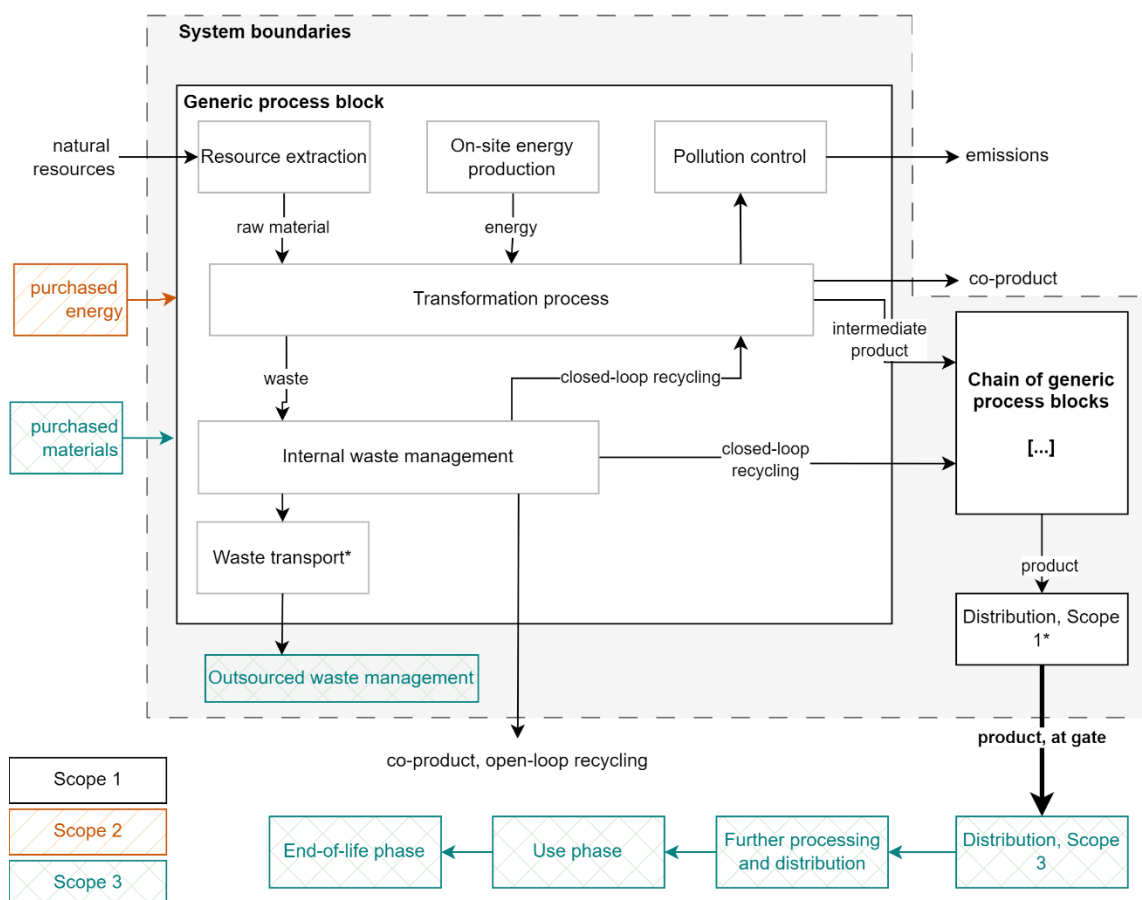 System boundaries
Generic process block
natural
resources
Resource extraction
On-site energy
production
Pollution control
emissions
raw material
energy
purchased
energy
Transformation process
co-product
intermediate
product
waste
closed-loop recycling
Chain of generic
process blocks
[...]
purchased
materials
Internal waste management
closed-loop
recycling
Waste transport*
product
Distribution, Scope
1*
Outsourced waste management
product, at gate
co-product, open-loop recycling
Scope 1
Scope 2
Scope 3
End-of-life phase
Use phase
Further processing
and distribution
Distribution, Scope
3